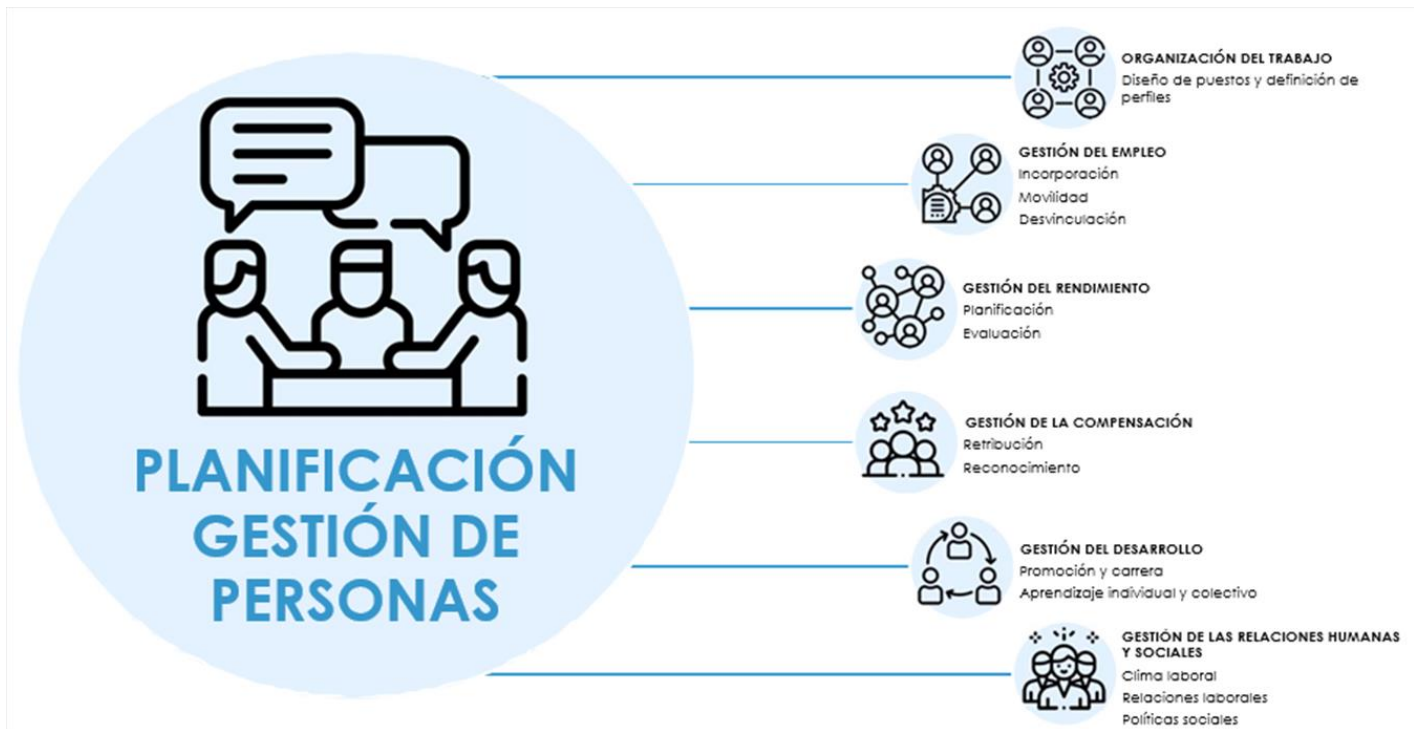 PLANIFICACIÓN
GESTIÓN DE
PERSONAS
ORGANIZACIÓN DEL TRABAJO
Diseño de puestos y definición de
perfiles
GESTIÓN DEL EMPLEO
Incorporación
Movilidad
Desvinculación
GESTIÓN DEL RENDIMIENTO
Planificación
Evaluación
GESTIÓN DE LA COMPENSACIÓN
Retribución
Reconocimiento
GESTIÓN DEL DESARROLLO
Promoción y carrera
Aprendizaje individual y colectivo
GESTIÓN DE LAS RELACIONES HUMANAS
Y SOCIALES
Clima laboral
Relaciones laborales
Políticas sociales